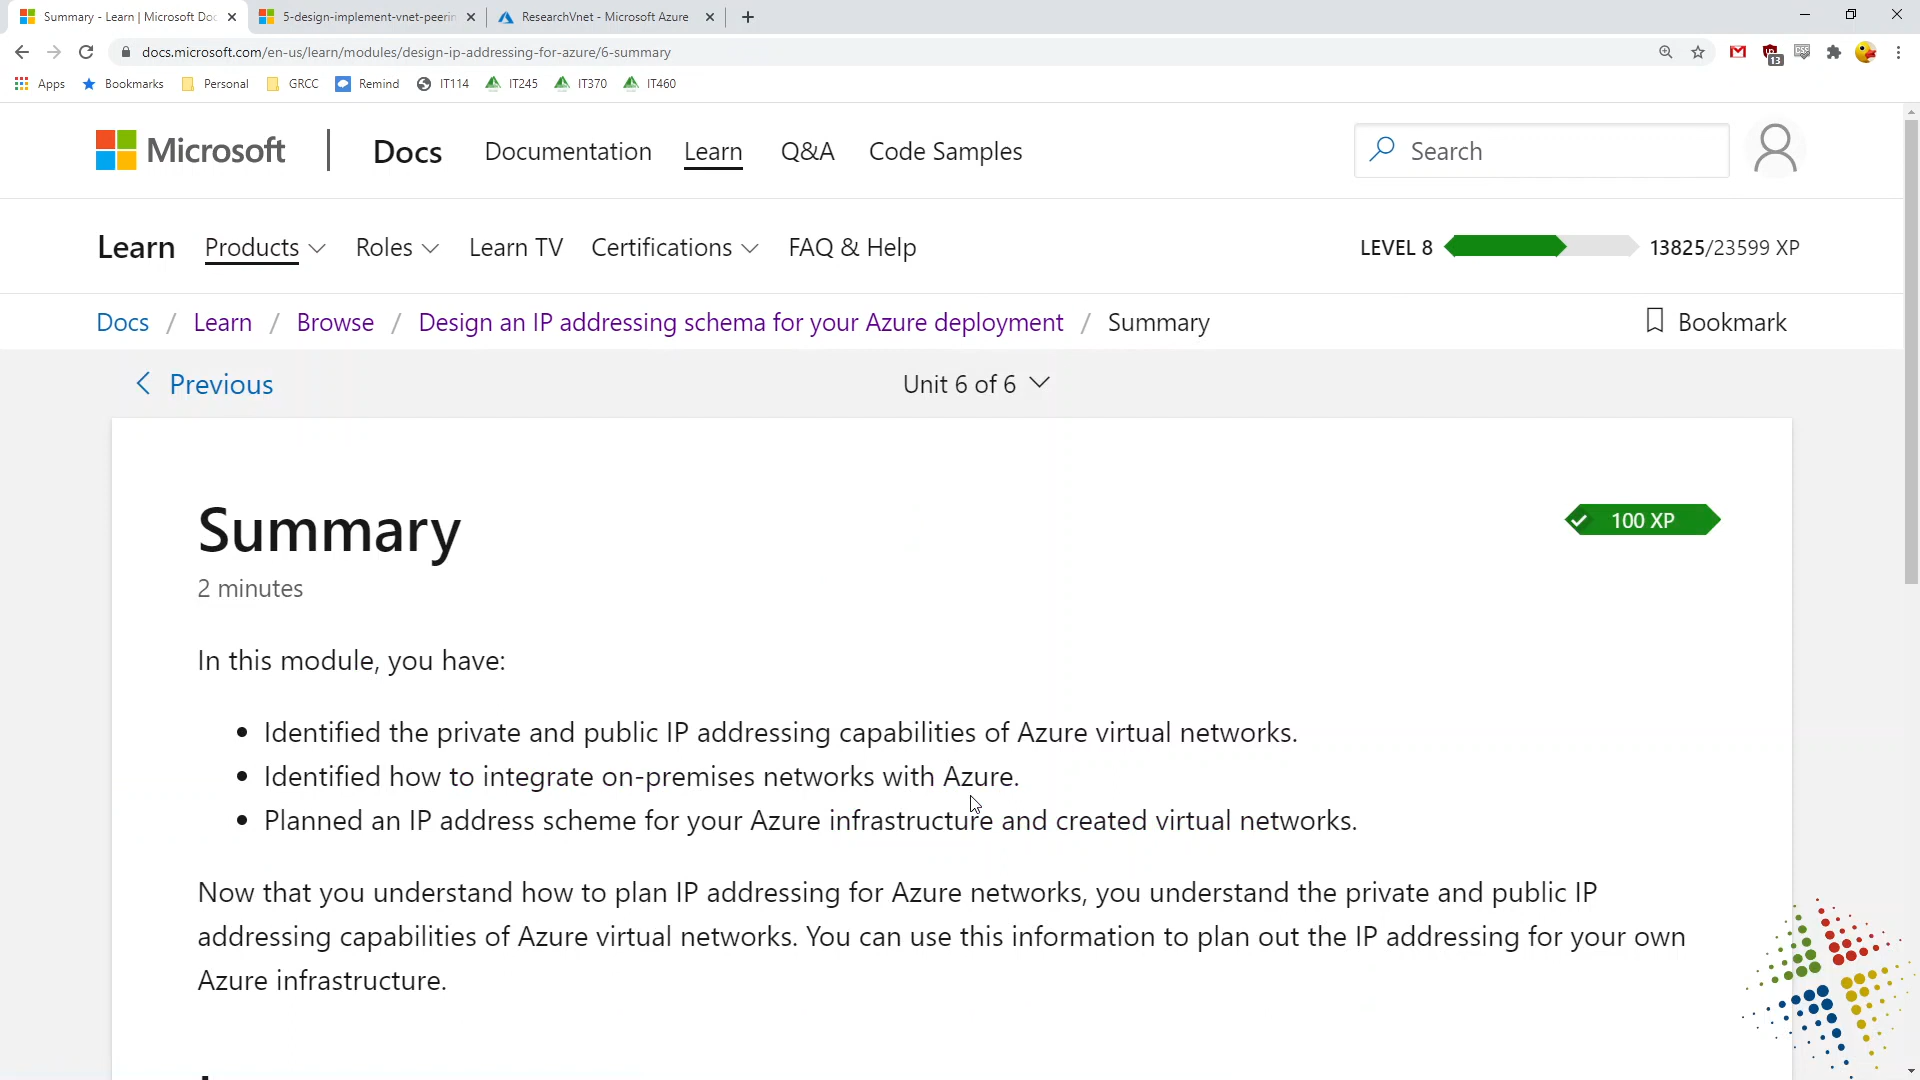 Summary - Learn | Microsoft Doc
5-design-implement-vnet-peerin
ResearchVnet - Microsoft Azure
docs.microsoft.com/en-us/learn/modules/design-ip-addressing-for-azure/6-summary
13
CSS
Apps
Bookmarks
Personal
GRCC
Remind
IT114
IT245
IT370
IT460
Microsoft
Docs
Documentation
Learn
Q&A
Code Samples
Search
Learn
Products
Roles
Learn TV
Certifications
FAQ & Help
LEVEL 8
13825/23599 XP
Docs / Learn / Browse / Design an IP addressing schema for your Azure deployment / Summary
Bookmark
Previous
Unit 6 of 6
Summary
100 XP
2 minutes
In this module, you have:
• Identified the private and public IP addressing capabilities of Azure virtual networks.
• Identified how to integrate on-premises networks with Azure.
• Planned an IP address scheme for your Azure infrastructure and created virtual networks.
Now that you understand how to plan IP addressing for Azure networks, you understand the private and public IP
addressing capabilities of Azure virtual networks. You can use this information to plan out the IP addressing for your own
Azure infrastructure.